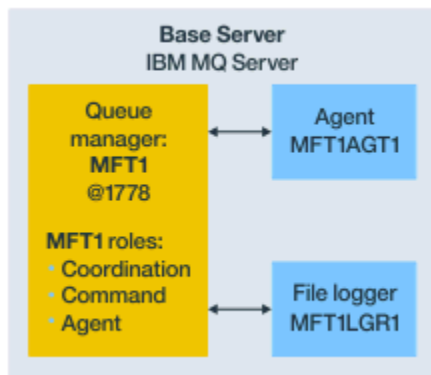 Base Server
IBM MQ Server
Queue
manager:
MFT1
@1778
MFT1 roles:
• Coordination
• Command
• Agent
Agent
MFT1AGT1
File logger
MFT1LGR1